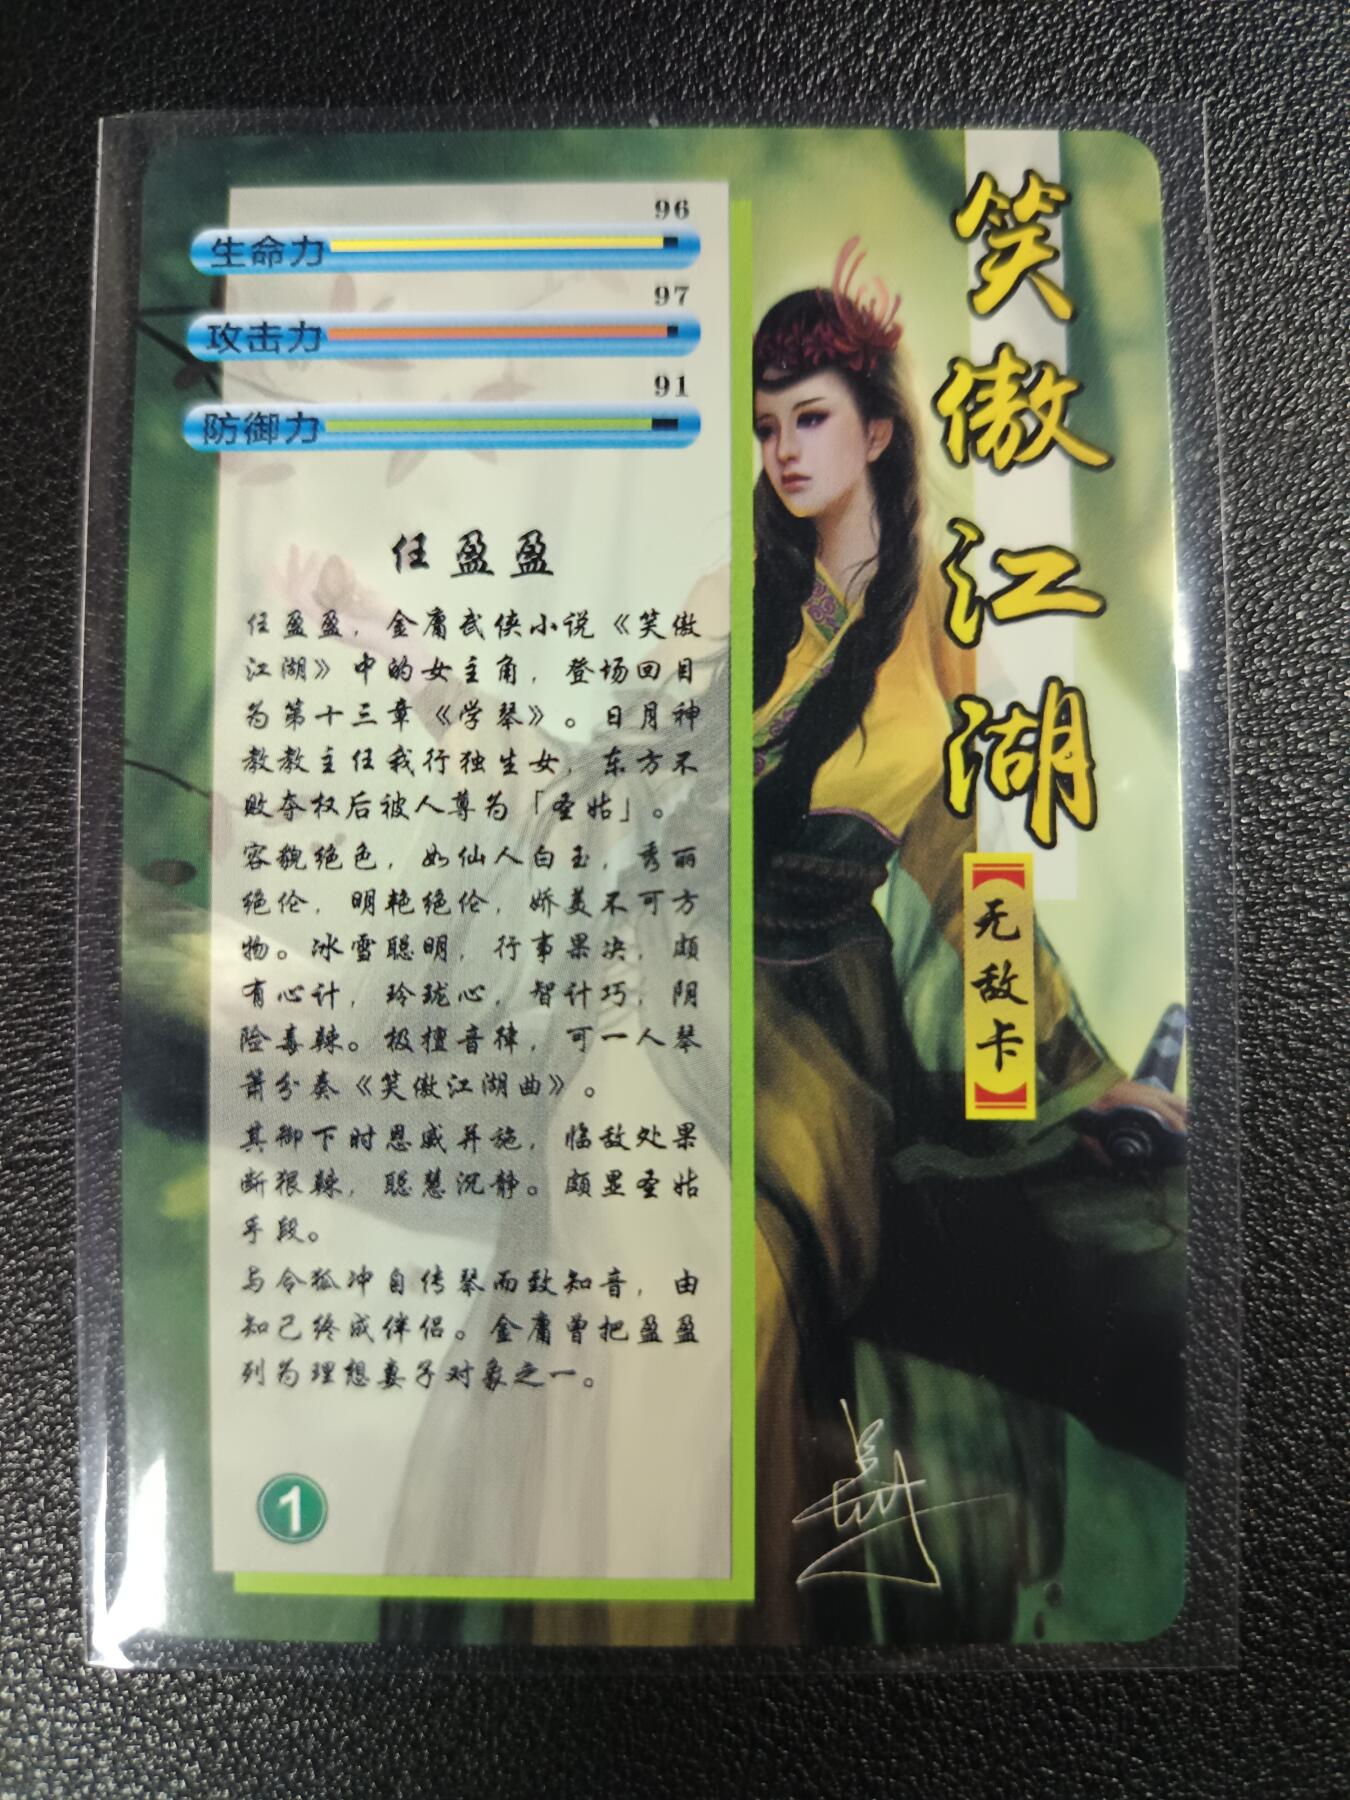 96
生命力
97
攻击力
91
防御力
任盈盈
任盈盈，金庸武侠小说《笑傲
江湖》中的女主角，登场回目
为第十三章《学琴》。日月神
教教主任我行独生女，东方不
败夺权后被人尊为「圣姑」。
容貌绝色，如仙人白玉，秀丽
绝伦，明艳绝伦，娇美不可方
物。冰雪聪明，行事果决，颇
有心计，玲珑心，智计巧，阴
险毒辣。极擅音律，可一人琴
箫分奏《笑傲江湖曲》。
其御下时恩威并施，临敌处果
断狠辣，聪慧沉静。颇显圣姑
手段。
与令狐冲自传琴而致知音，由
知己终成伴侣。金庸曾把盈盈
列为理想妻子对象之一。
1
笑傲江湖
【无敌卡】